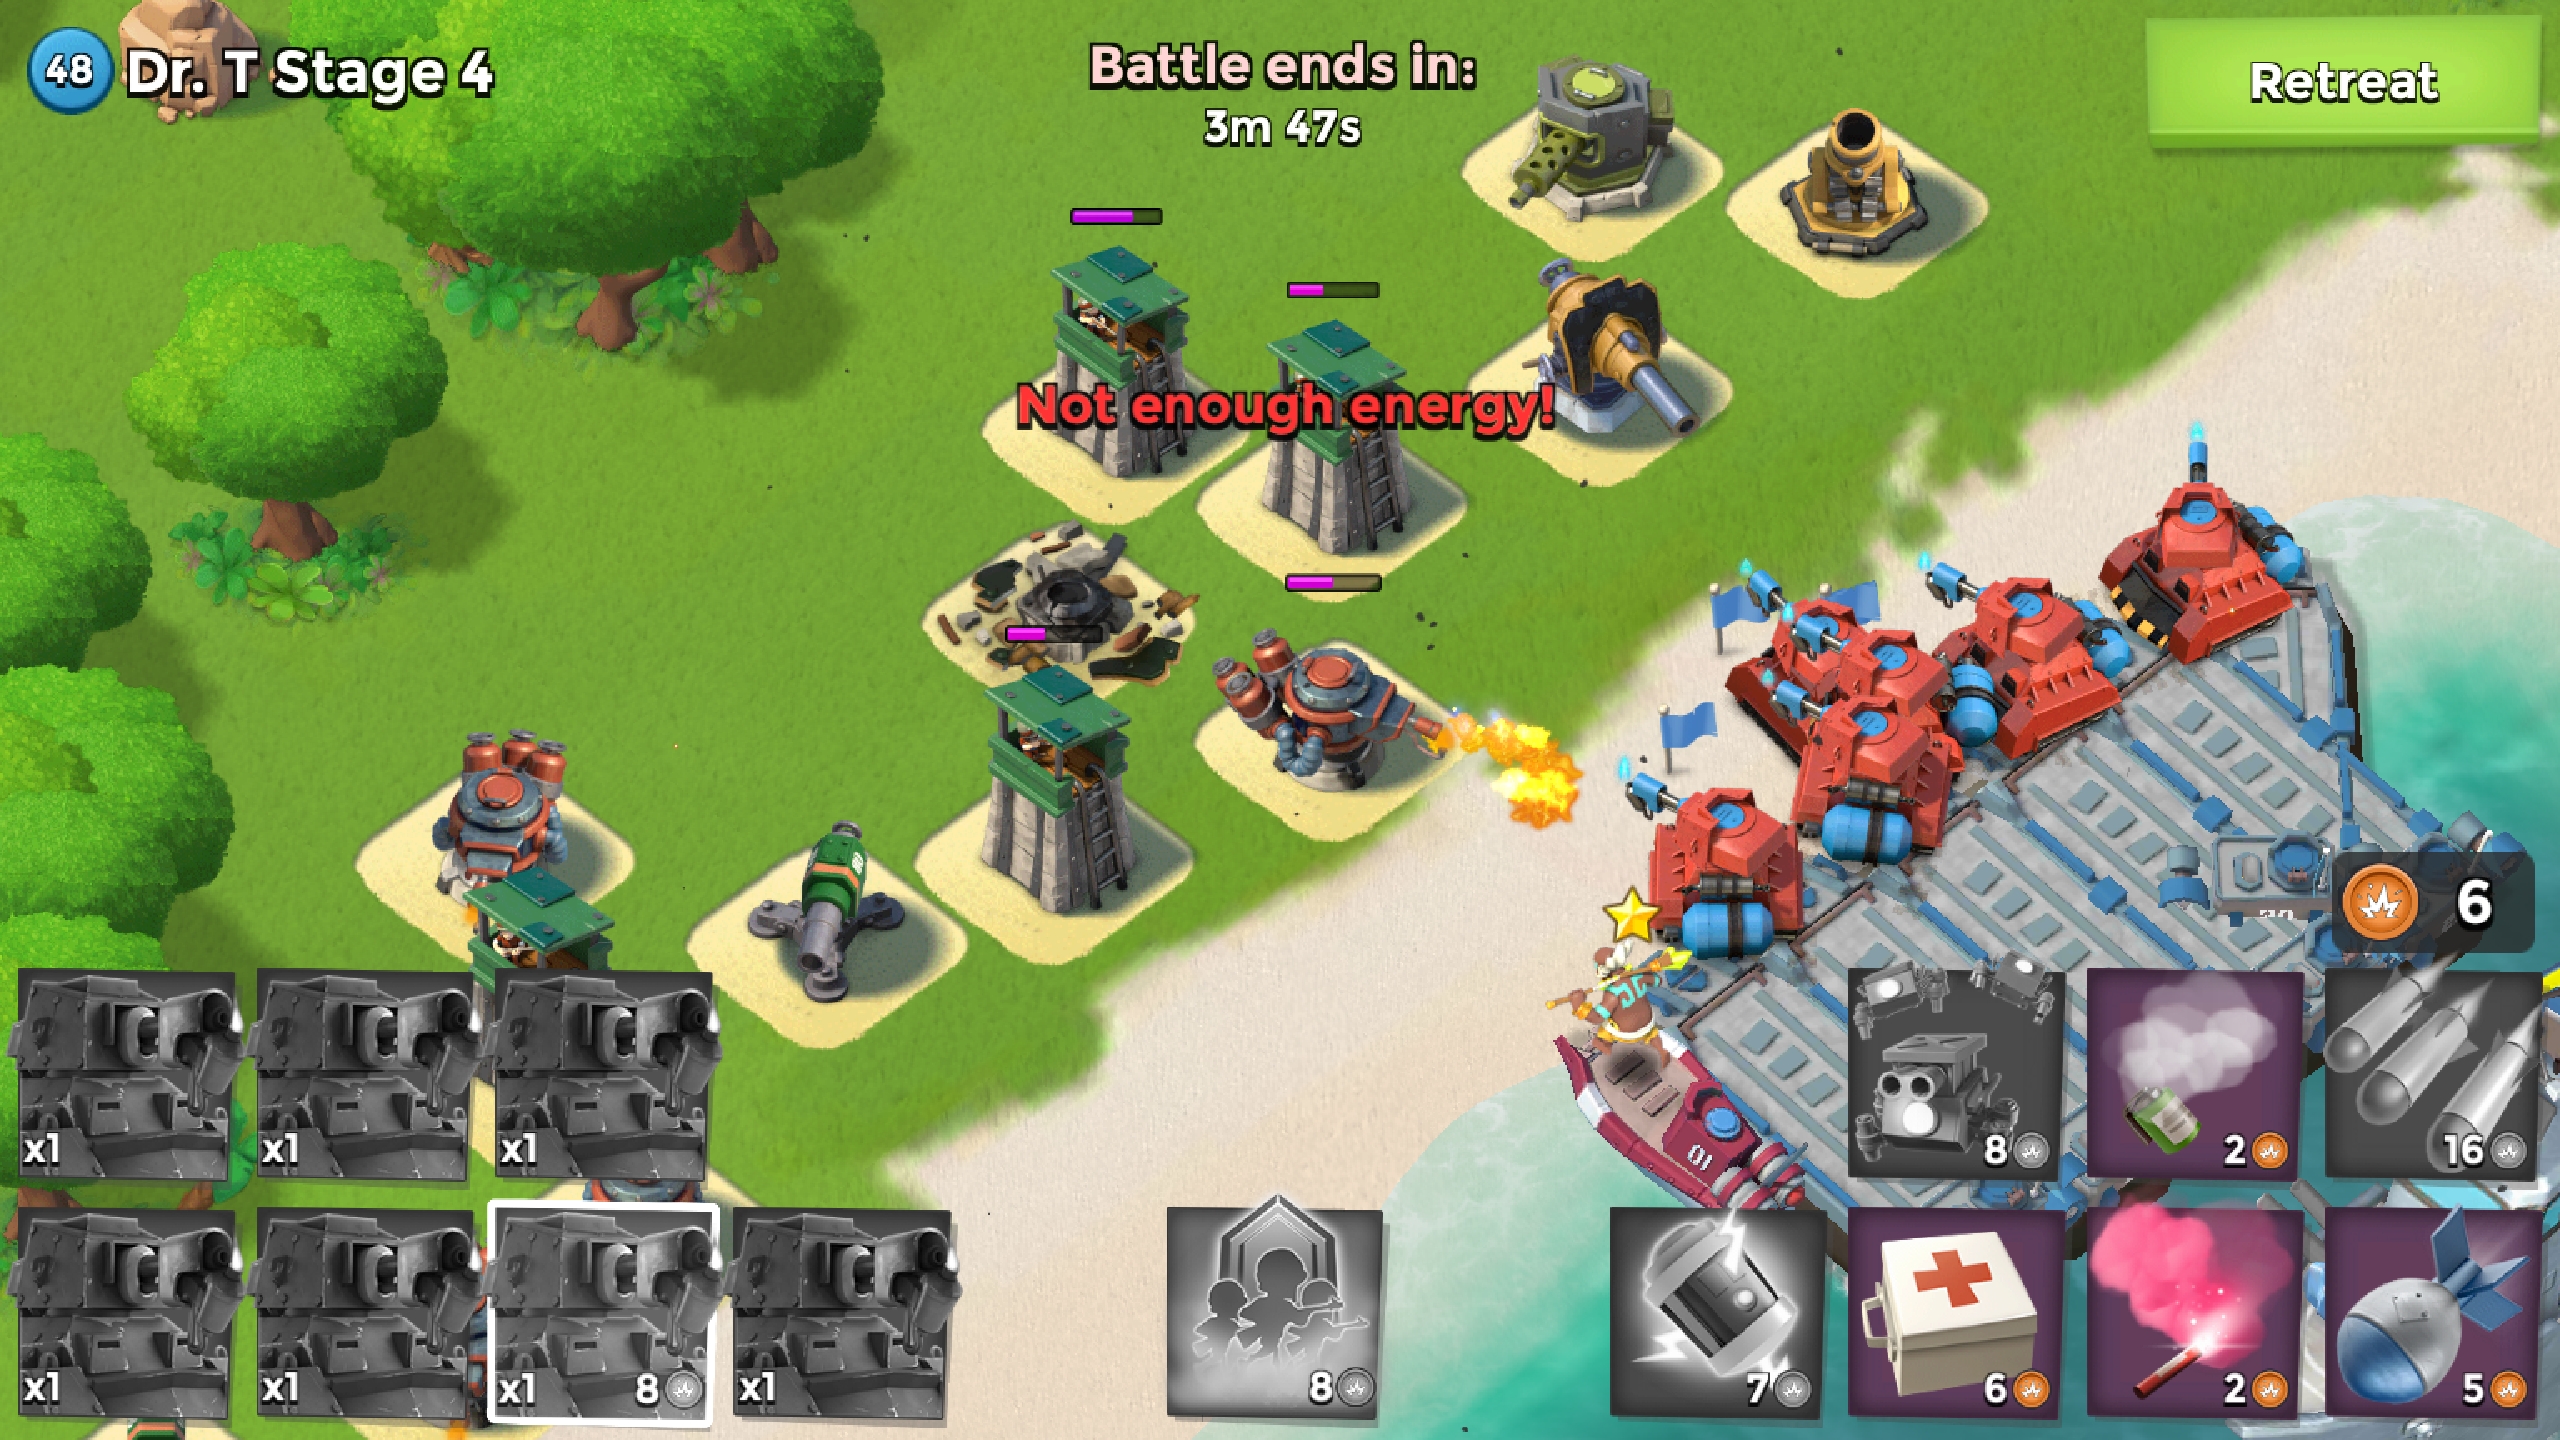 48 Dr. T Stage 4
Battle ends in:
3m 47s
Retreat
Not enough energy!
6
01
x1
x1
x1
8
2
16
x1
x1
x1 8
x1
8
7
6
2
5